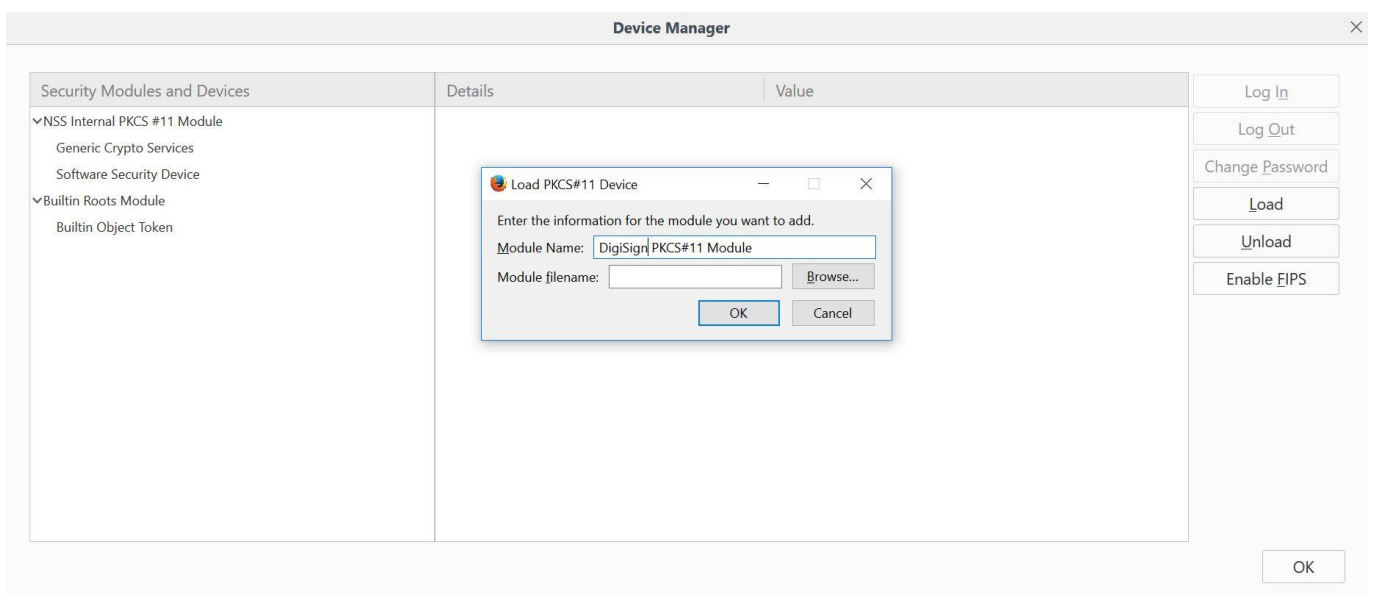 Device Manager
Security Modules and Devices
Details
Value
NSS Internal PKCS #11 Module
Generic Crypto Services
Software Security Device
Builtin Roots Module
Builtin Object Token
Load PKCS#11 Device
Enter the information for the module you want to add.
Module Name: DigiSign PKCS#11 Module
Module filename: Browse...
OK Cancel
Log In
Log Out
Change Password
Load
Unload
Enable FIPS
OK